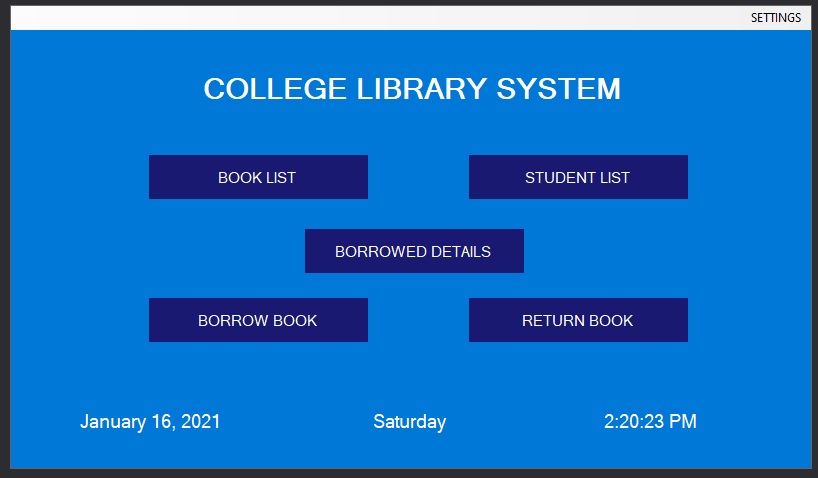 SETTINGS
COLLEGE LIBRARY SYSTEM
BOOK LIST
STUDENT LIST
BORROWED DETAILS
BORROW BOOK
RETURN BOOK
January 16, 2021
Saturday
2:20:23 PM